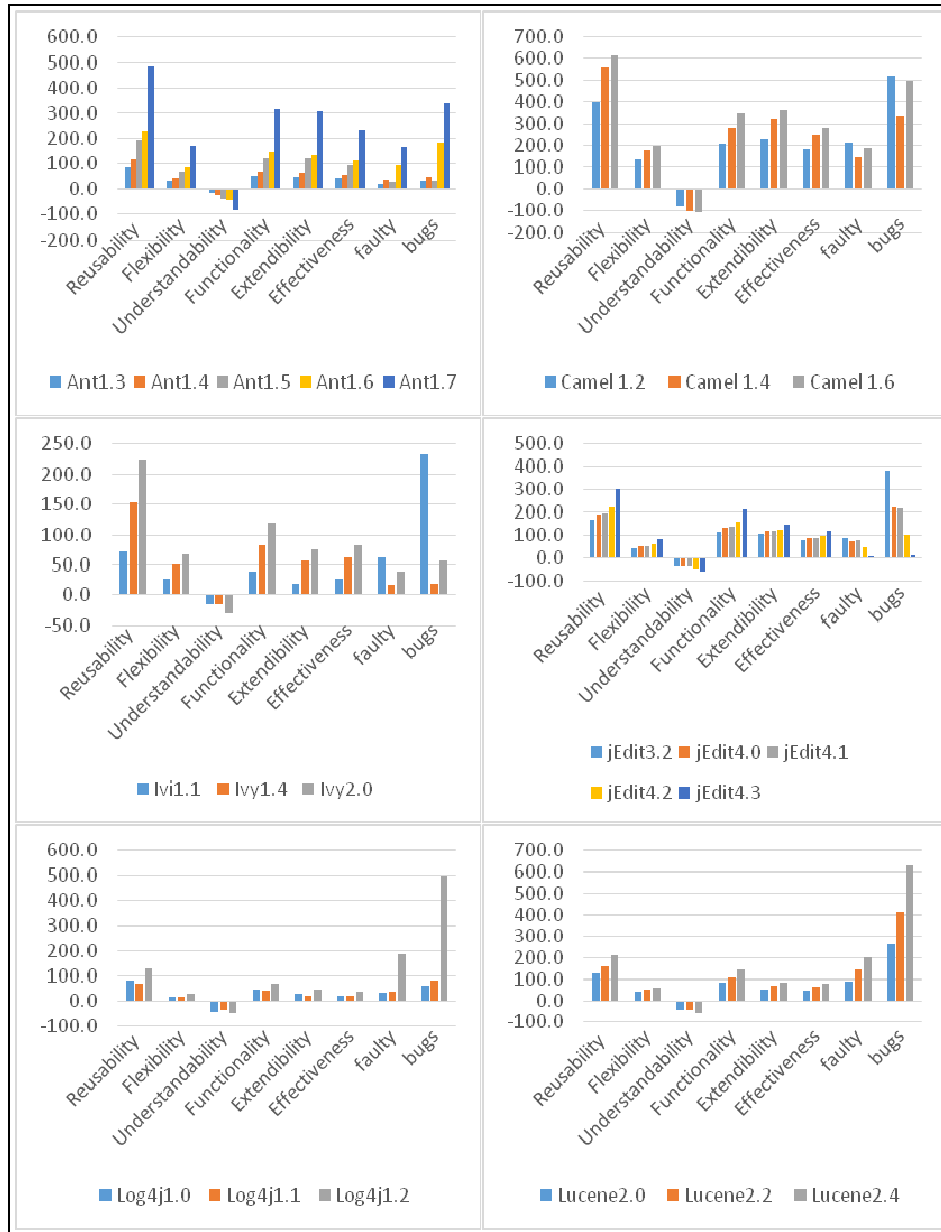 600.0
500.0
400.0
300.0
200.0
100.0
0.0
-100.0
-200.0
Reusability
Flexibility
Understandability
Functionality
Extendibility
Effectiveness
faulty
bugs
Ant1.3 Ant1.4 Ant1.5 Ant1.6 Ant1.7
700.0
600.0
500.0
400.0
300.0
200.0
100.0
0.0
-100.0
-200.0
Reusability
Flexibility
Understandability
Functionality
Extendibility
Effectiveness
faulty
bugs
Camel 1.2 Camel 1.4 Camel 1.6
250.0
200.0
150.0
100.0
50.0
0.0
-50.0
Reusability
Flexibility
Understandability
Functionality
Extendibility
Effectiveness
faulty
bugs
Ivi1.1 Ivy1.4 Ivy2.0
500.0
400.0
300.0
200.0
100.0
0.0
-100.0
Reusability
Flexibility
Understandability
Functionality
Extendibility
Effectiveness
faulty
bugs
jEdit3.2 jEdit4.0 jEdit4.1
jEdit4.2 jEdit4.3
600.0
500.0
400.0
300.0
200.0
100.0
0.0
-100.0
Reusability
Flexibility
Understandability
Functionality
Extendibility
Effectiveness
faulty
bugs
Log4j1.0 Log4j1.1 Log4j1.2
700.0
600.0
500.0
400.0
300.0
200.0
100.0
0.0
-100.0
Reusability
Flexibility
Understandability
Functionality
Extendibility
Effectiveness
faulty
bugs
Lucene2.0 Lucene2.2 Lucene2.4